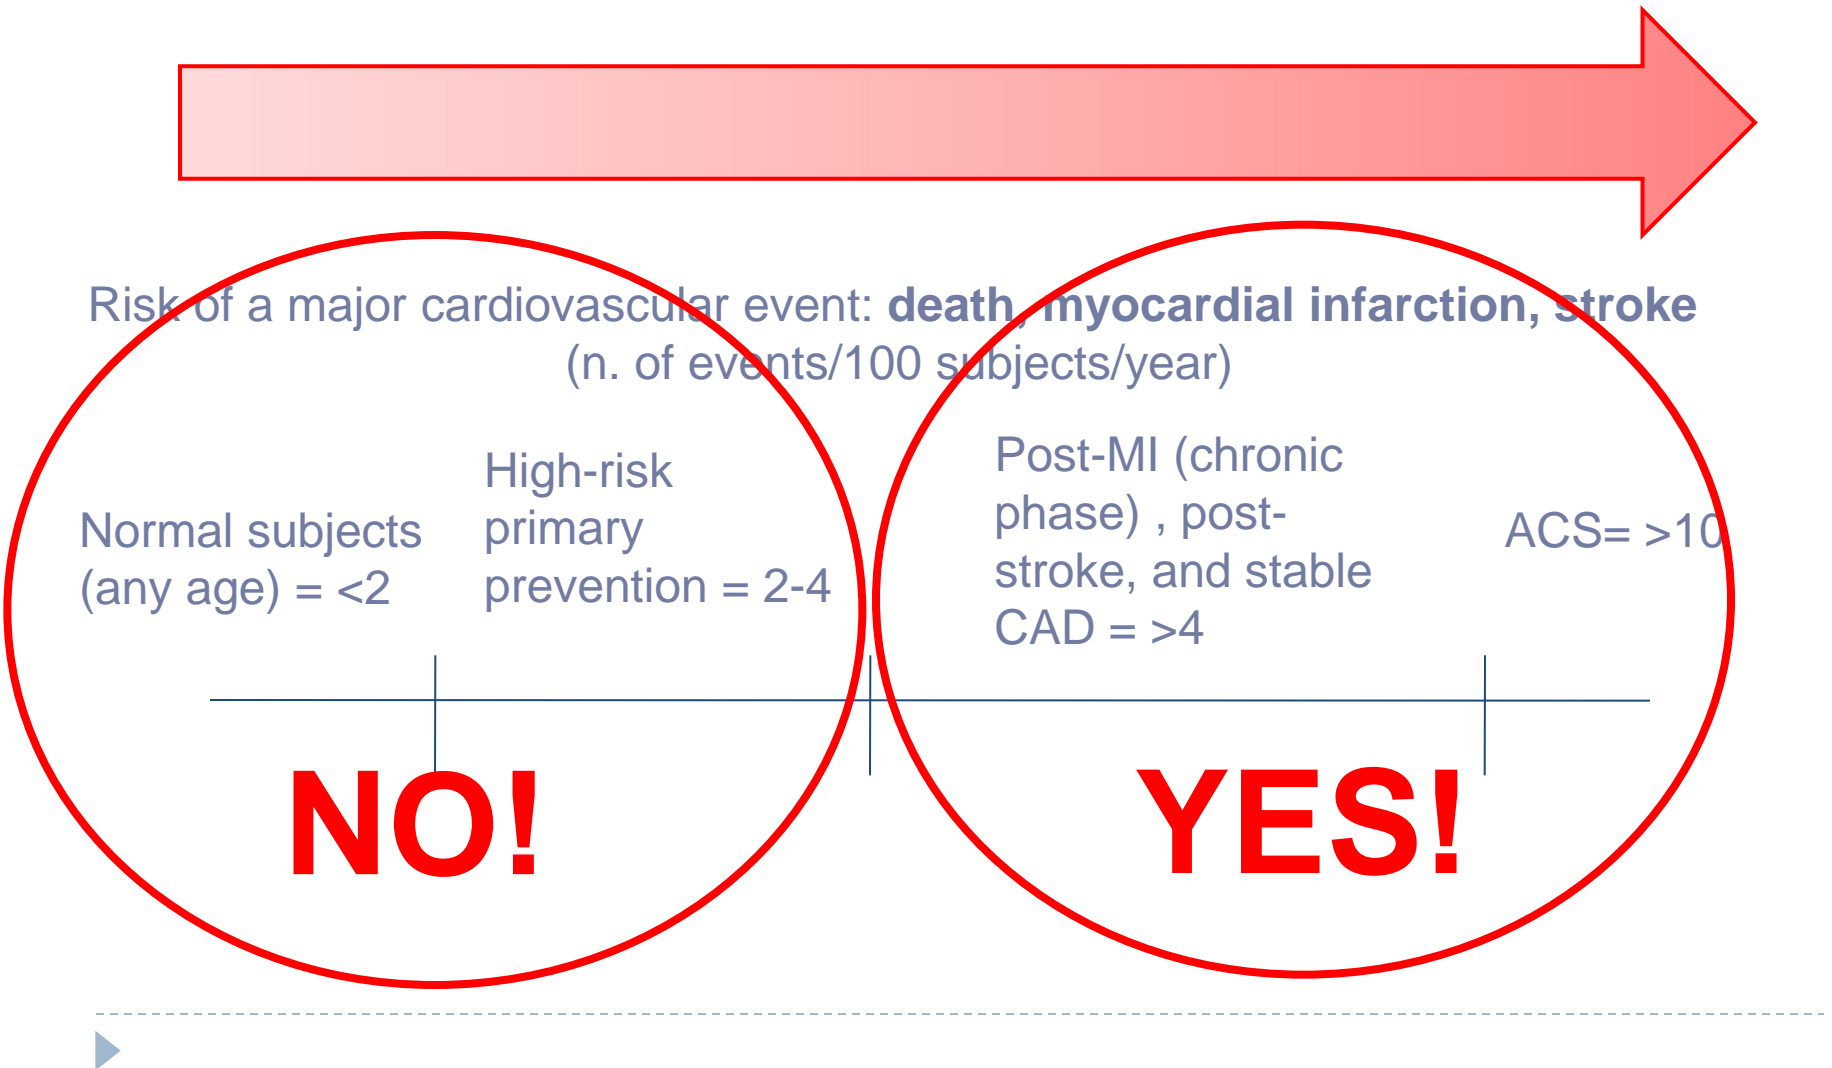 Risk of a major cardiovascular event: death, myocardial infarction, stroke
(n. of events/100 subjects/year)
Normal subjects
(any age) = <2
High-risk
primary
prevention = 2-4
Post-MI (chronic
phase) , post-
stroke, and stable
CAD = >4
ACS= >10
NO!
YES!